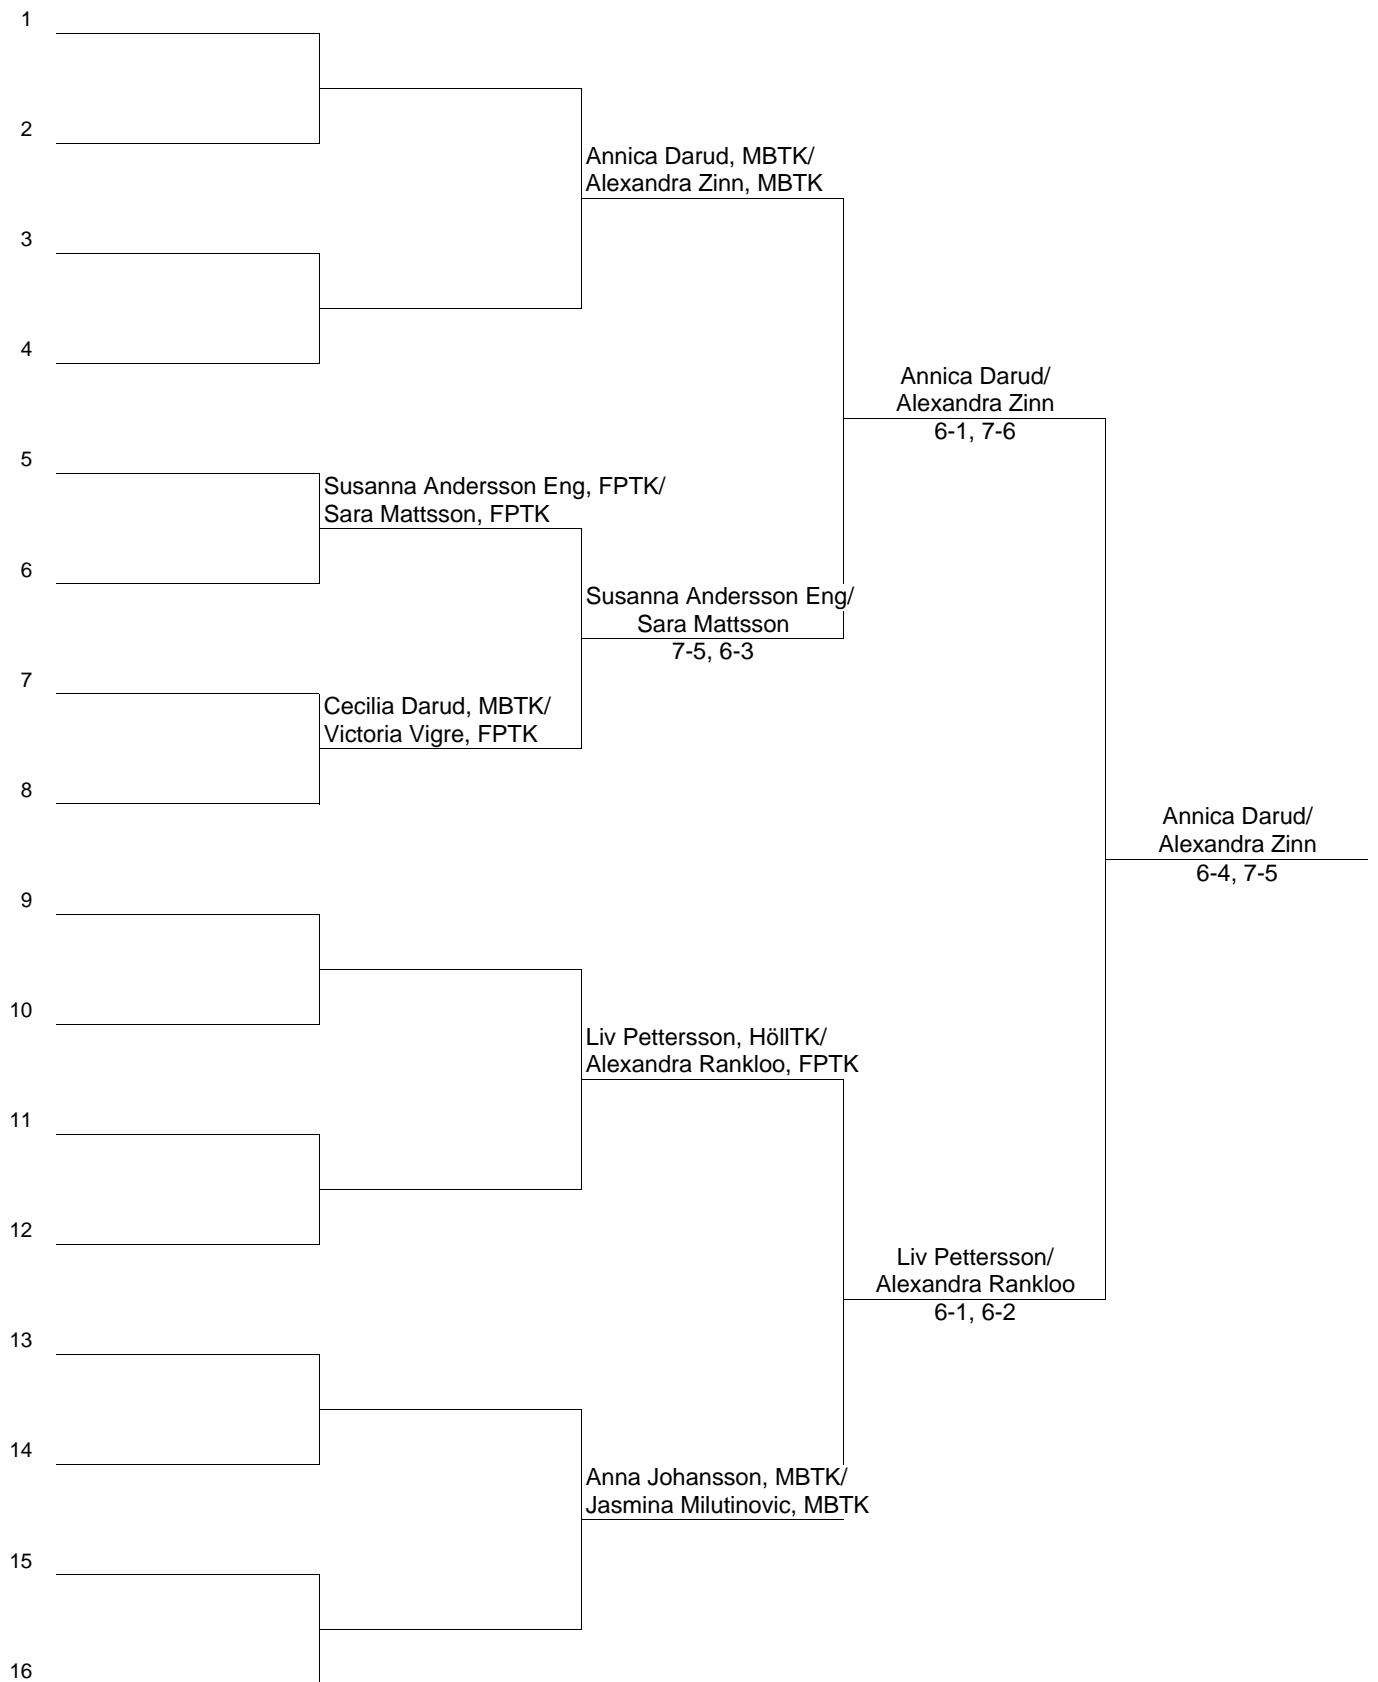 1
2
Annica Darud, MBTK/
Alexandra Zinn, MBTK
3
4
Annica Darud/
Alexandra Zinn
6-1, 7-6
5
Susanna Andersson Eng, FPTK/
Sara Mattsson, FPTK
6
Susanna Andersson Eng/
Sara Mattsson
7-5, 6-3
7
Cecilia Darud, MBTK/
Victoria Vigre, FPTK
8
Annica Darud/
Alexandra Zinn
6-4, 7-5
9
10
Liv Pettersson, HöllTK/
Alexandra Rankloo, FPTK
11
12
Liv Pettersson/
Alexandra Rankloo
6-1, 6-2
13
14
Anna Johansson, MBTK/
Jasmina Milutinovic, MBTK
15
16